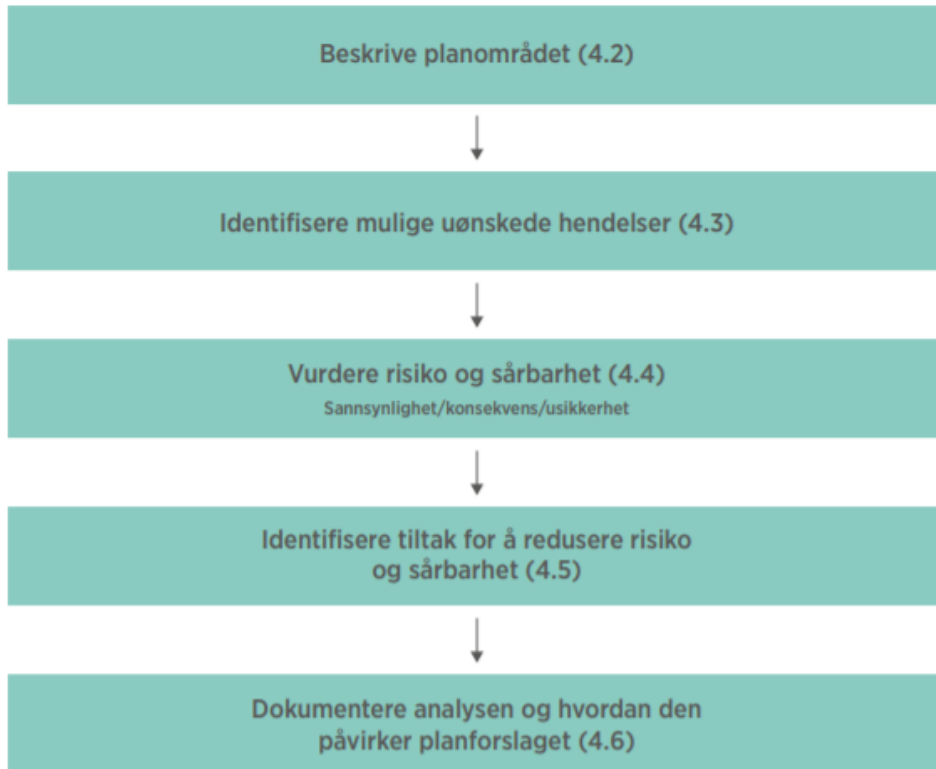 Beskrive planområdet (4.2)
Identifisere mulige uønskede hendelser (4.3)
Vurdere risiko og sårbarhet (4.4)
Sannsynlighet/konsekvens/usikkerhet
Identifisere tiltak for å redusere risiko
og sårbarhet (4.5)
Dokumentere analysen og hvordan den
påvirker planforslaget (4.6)